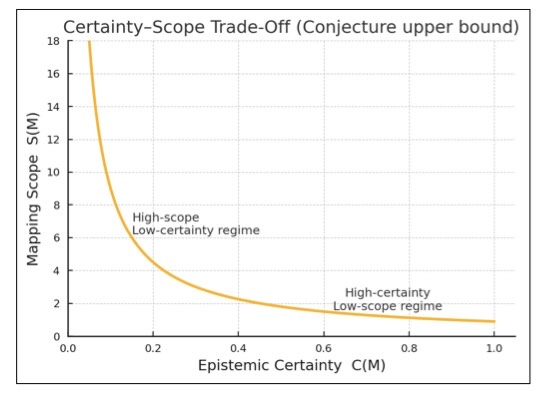 Certainty–Scope Trade-Off (Conjecture upper bound)
18
16
14
12
10
8
6
4
2
0
Mapping Scope S(M)
High-scope
Low-certainty regime
High-certainty
Low-scope regime
0.0 0.2 0.4 0.6 0.8 1.0
Epistemic Certainty C(M)